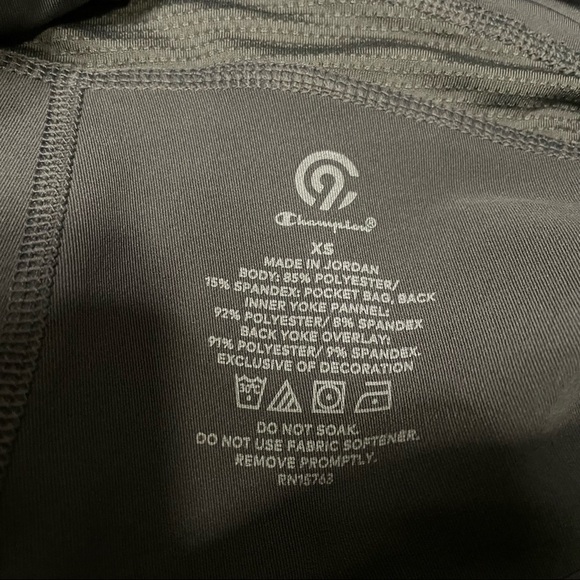 C9
Champion®
XS
MADE IN JORDAN
BODY: 85% POLYESTER/
15% SPANDEX: POCKET BAG, BACK
INNER YOKE PANNEL:
92% POLYESTER/ 8% SPANDEX
BACK YOKE OVERLAY:
91% POLYESTER/ 9% SPANDEX.
EXCLUSIVE OF DECORATION
30°C
DO NOT SOAK.
DO NOT USE FABRIC SOFTENER.
REMOVE PROMPTLY.
RN15763